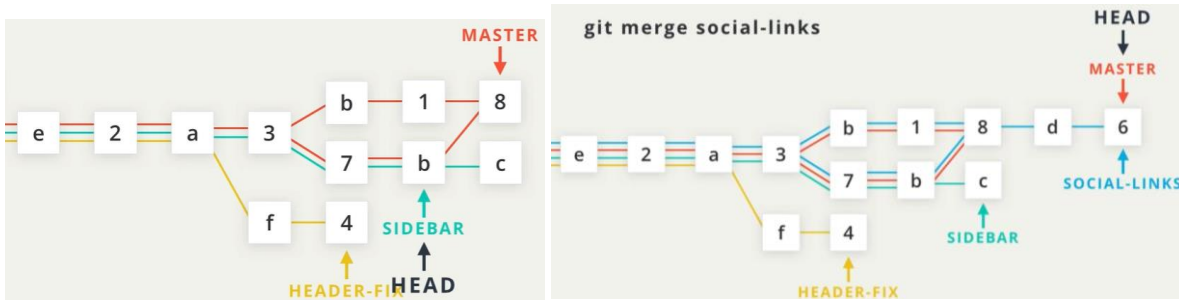 MASTER
b 1 8
e 2 a 3
7 b c
f 4
SIDEBAR
HEADER-FIX HEAD
git merge social-links
HEAD
MASTER
b 1 8 d 6
e 2 a 3
7 b c
SOCIAL-LINKS
f 4
SIDEBAR
HEADER-FIX